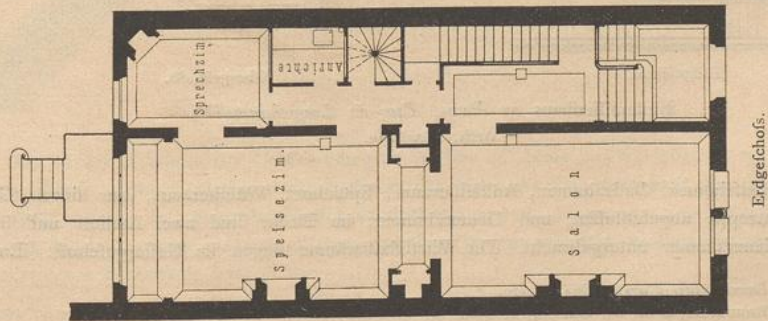 Sprechzim.
Anrichte
Speisezim.
Salon
Erdgeſchoſs.